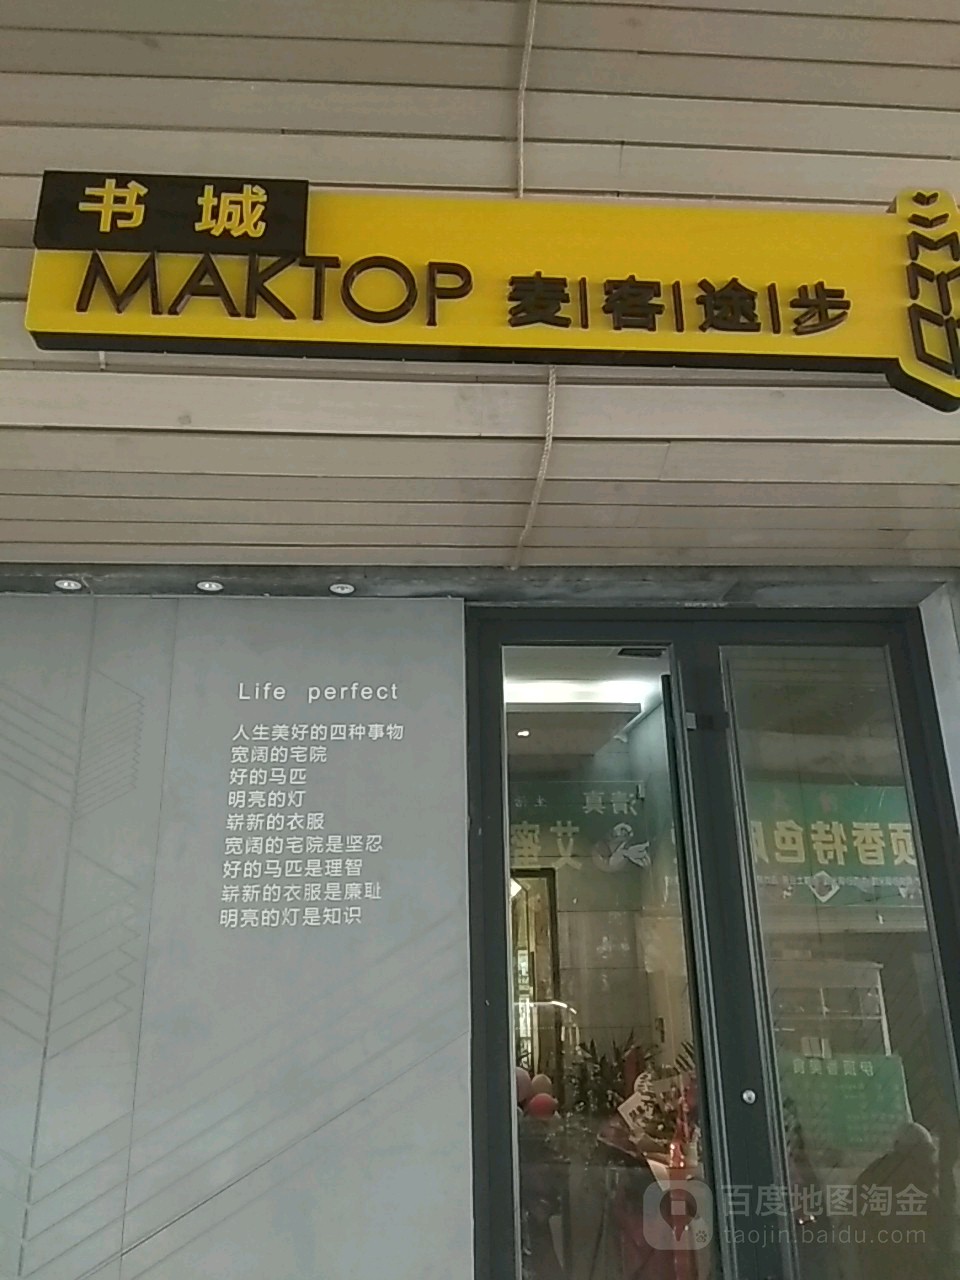 书城
MAKTOP 麦客途步
Life perfect
人生美好的四种事物
宽阔的宅院
好的马匹
明亮的灯
崭新的衣服
宽阔的宅院是坚忍
好的马匹是理智
崭新的衣服是廉耻
明亮的灯是知识
清真
百度地图淘金
taojin.baidu.com